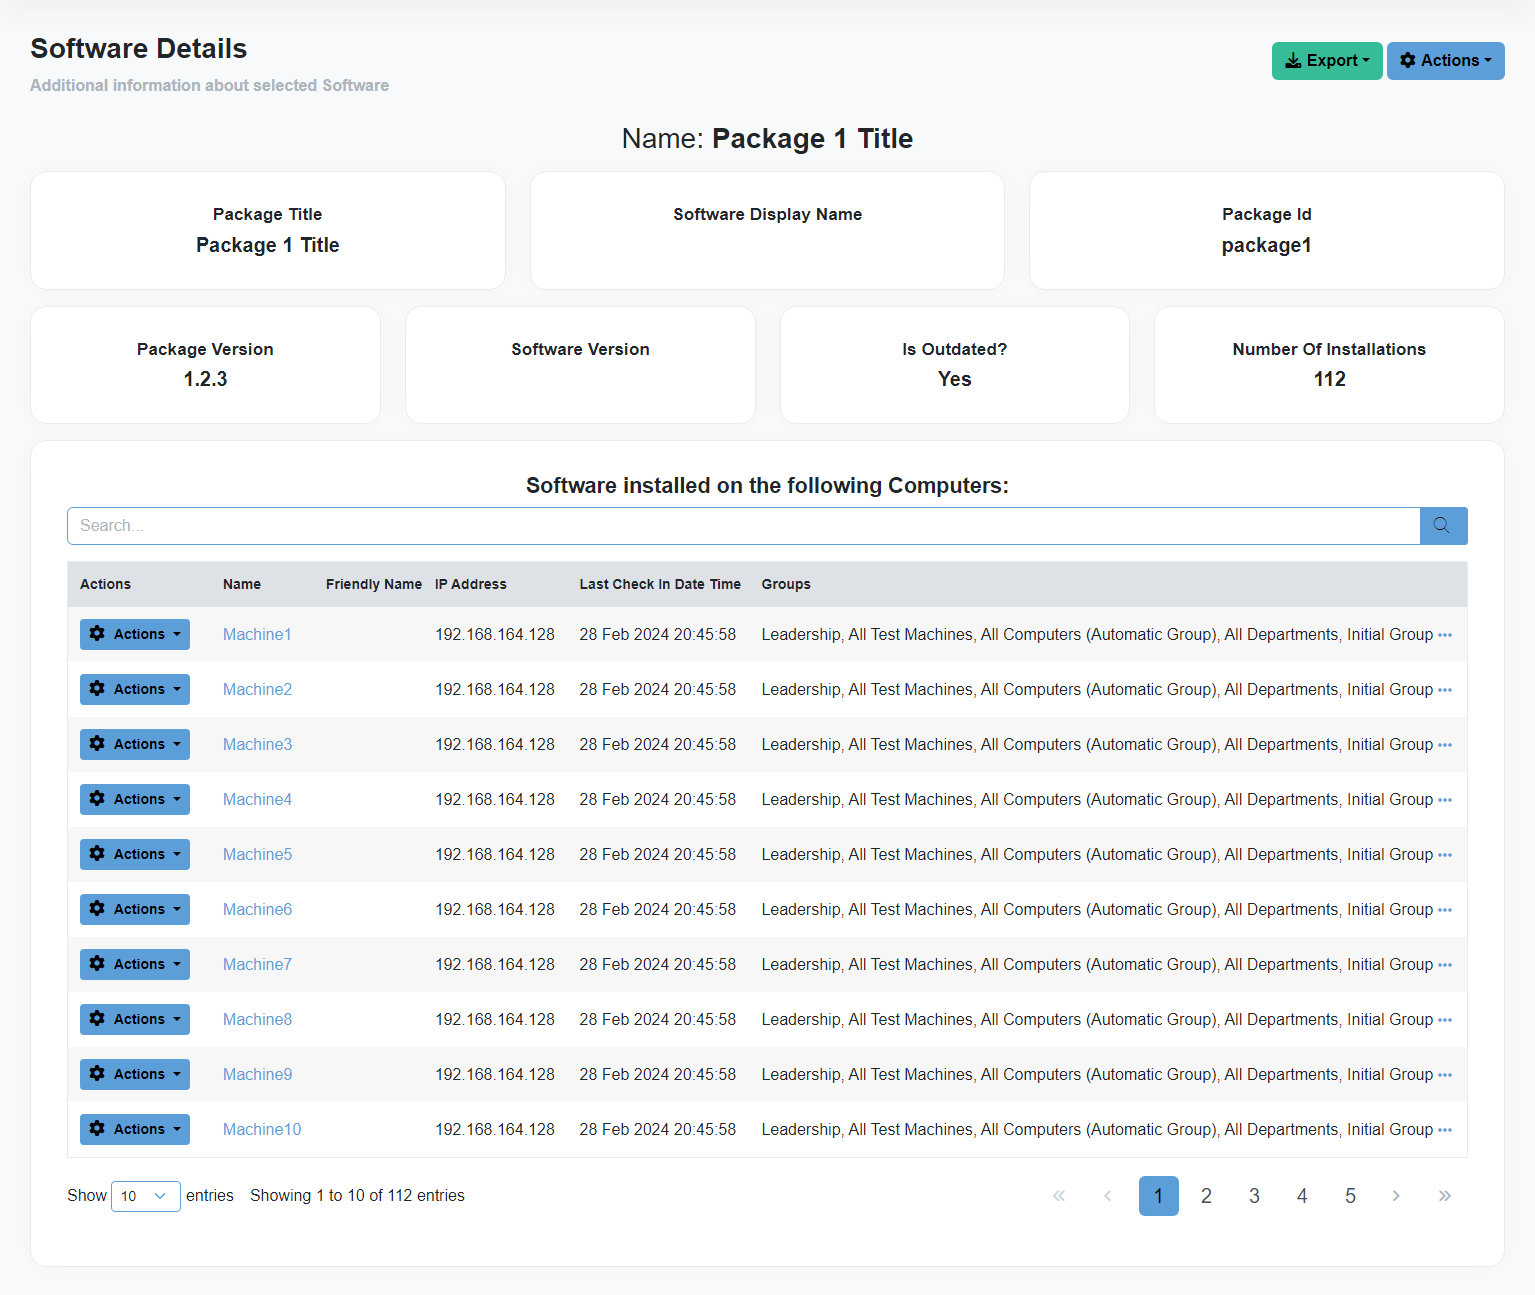 Software Details
Additional information about selected Software
Export
Actions
Name: Package 1 Title
Package Title
Package 1 Title
Software Display Name
Package Id
package1
Package Version
1.2.3
Software Version
Is Outdated?
Yes
Number Of Installations
112
Software installed on the following Computers:
Search...
Actions Name Friendly Name IP Address Last Check In Date Time Groups
Actions Machine1 192.168.164.128 28 Feb 2024 20:45:58 Leadership, All Test Machines, All Computers (Automatic Group), All Departments, Initial Group ···
Actions Machine2 192.168.164.128 28 Feb 2024 20:45:58 Leadership, All Test Machines, All Computers (Automatic Group), All Departments, Initial Group ···
Actions Machine3 192.168.164.128 28 Feb 2024 20:45:58 Leadership, All Test Machines, All Computers (Automatic Group), All Departments, Initial Group ···
Actions Machine4 192.168.164.128 28 Feb 2024 20:45:58 Leadership, All Test Machines, All Computers (Automatic Group), All Departments, Initial Group ···
Actions Machine5 192.168.164.128 28 Feb 2024 20:45:58 Leadership, All Test Machines, All Computers (Automatic Group), All Departments, Initial Group ···
Actions Machine6 192.168.164.128 28 Feb 2024 20:45:58 Leadership, All Test Machines, All Computers (Automatic Group), All Departments, Initial Group ···
Actions Machine7 192.168.164.128 28 Feb 2024 20:45:58 Leadership, All Test Machines, All Computers (Automatic Group), All Departments, Initial Group ···
Actions Machine8 192.168.164.128 28 Feb 2024 20:45:58 Leadership, All Test Machines, All Computers (Automatic Group), All Departments, Initial Group ···
Actions Machine9 192.168.164.128 28 Feb 2024 20:45:58 Leadership, All Test Machines, All Computers (Automatic Group), All Departments, Initial Group ···
Actions Machine10 192.168.164.128 28 Feb 2024 20:45:58 Leadership, All Test Machines, All Computers (Automatic Group), All Departments, Initial Group ···
Show 10 entries Showing 1 to 10 of 112 entries « ‹ 1 2 3 4 5 › »